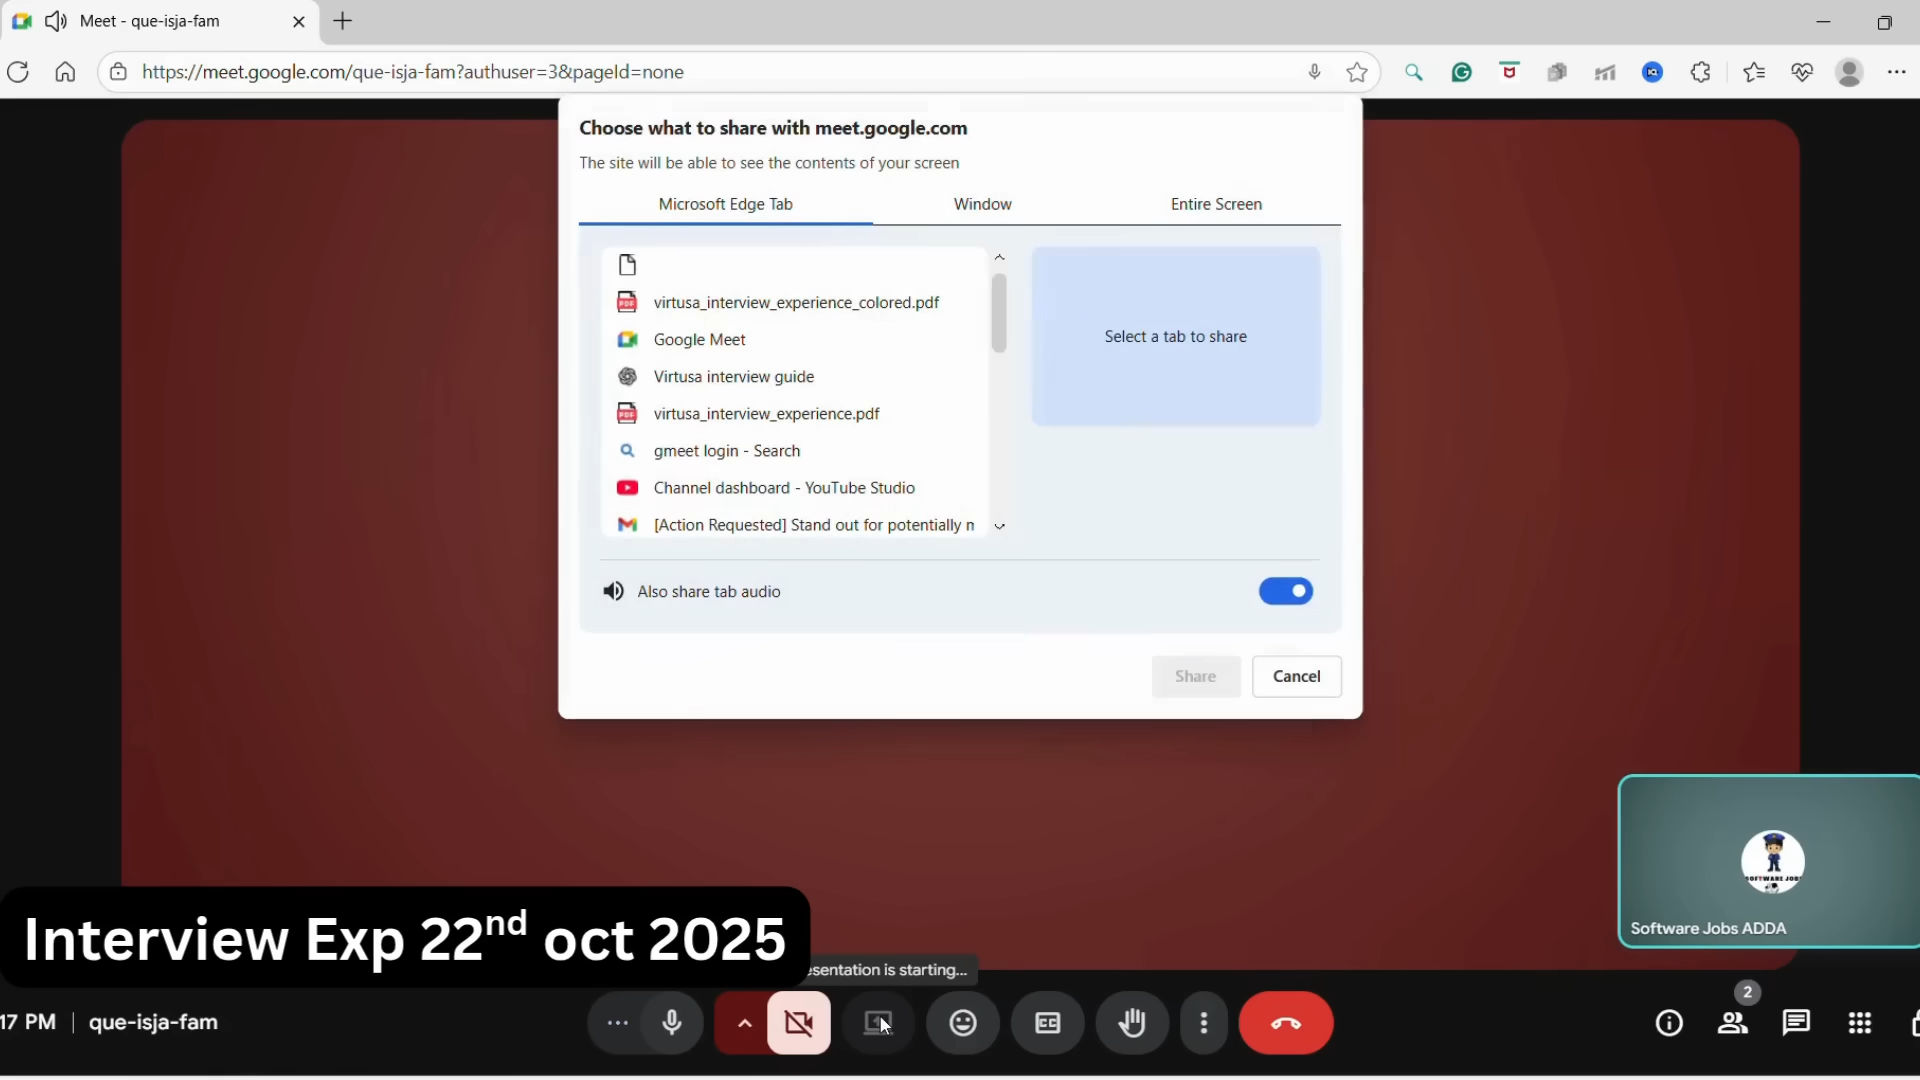 Meet - que-isja-fam
https://meet.google.com/que-isja-fam?authuser=3&pageId=none
Choose what to share with meet.google.com
The site will be able to see the contents of your screen
Microsoft Edge Tab
Window
Entire Screen
virtusa_interview_experience_colored.pdf
Google Meet
Virtusa interview guide
virtusa_interview_experience.pdf
gmeet login - Search
Channel dashboard - YouTube Studio
[Action Requested] Stand out for potentially m
Select a tab to share
Also share tab audio
Share
Cancel
Software Jobs ADDA
Interview Exp 22nd oct 2025
esentation is starting...
17 PM | que-isja-fam
2